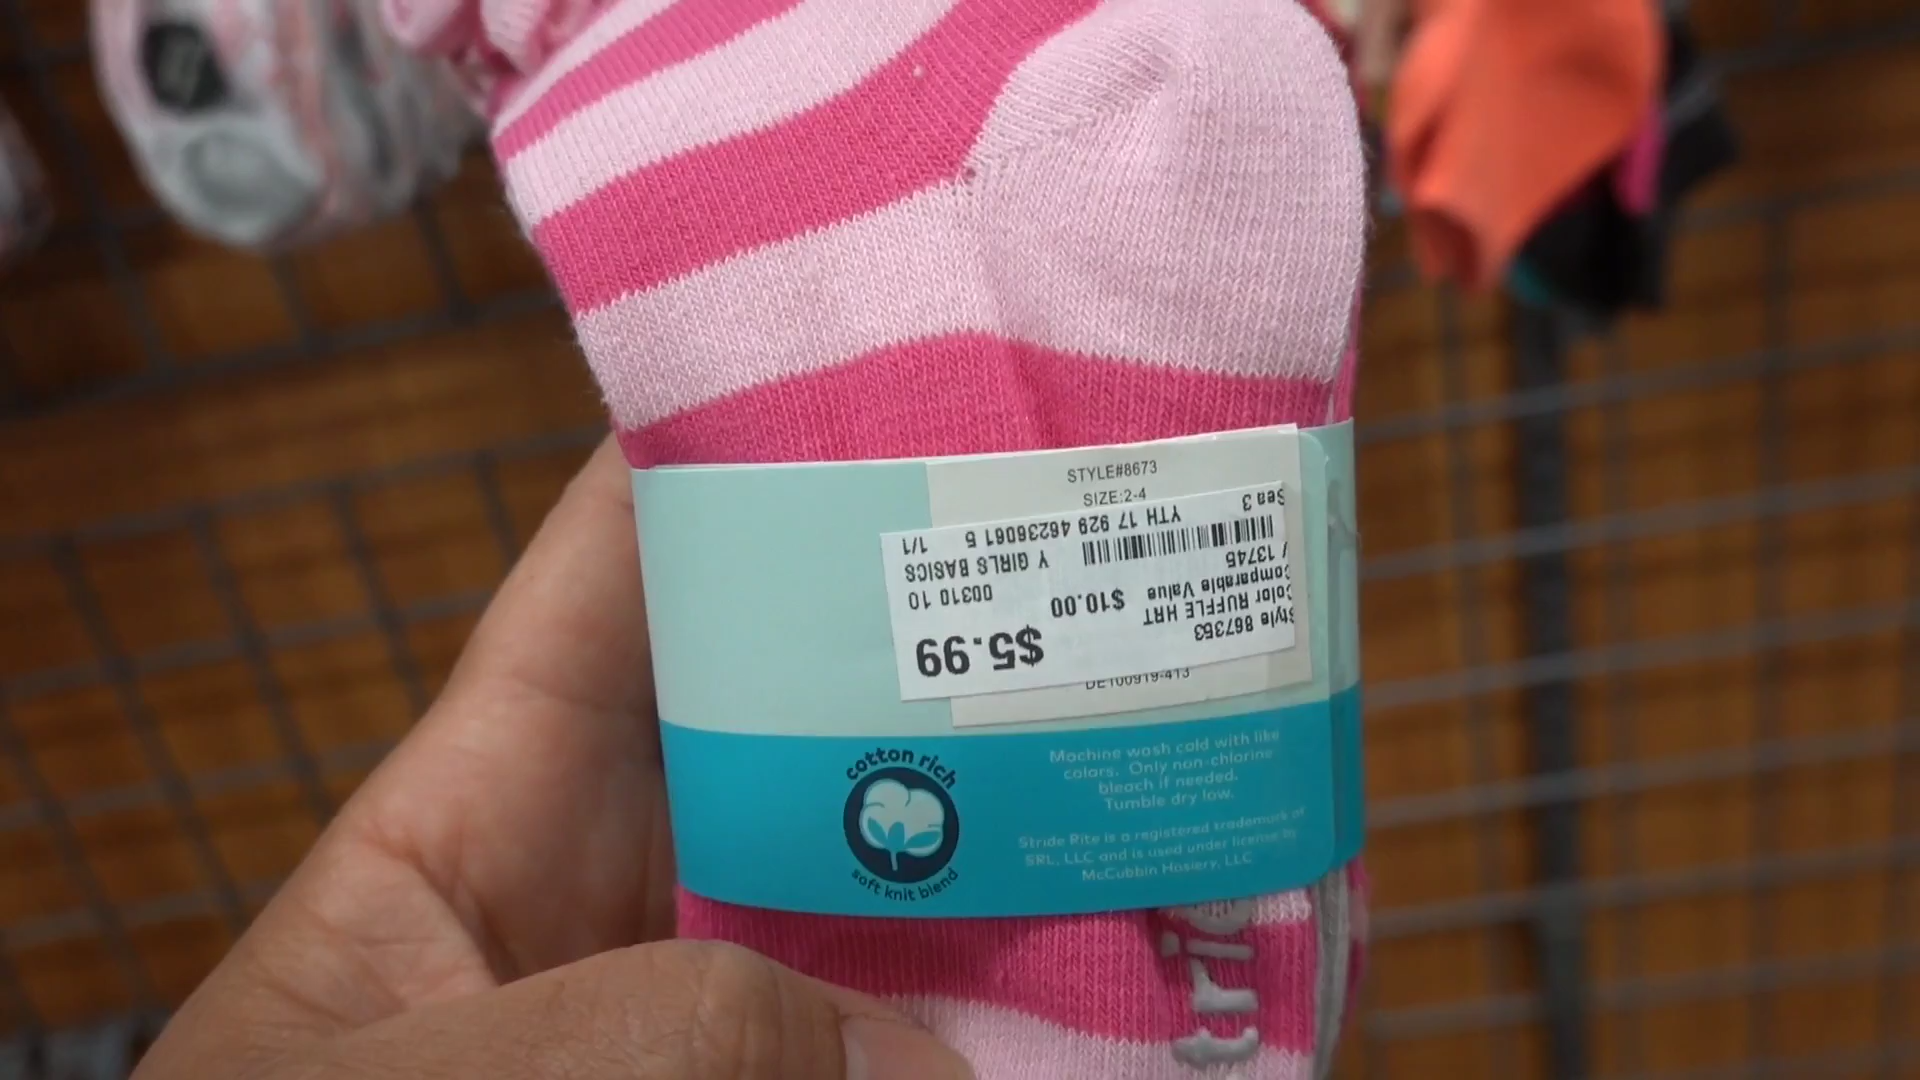 STYLE#8673
SIZE:2-4
$5.99
Style 867353
Color RUFFLE HRT
$10.00
Comparable Value
00310 10
/ 13745
Y GIRLS BASICS
1/1
YTH 17 929 46236061 5
Sea 3
DE100919-413
cotton rich
soft knit blend
Machine wash cold with like
colors. Only non-chlorine
bleach if needed.
Tumble dry low.
Stride Rite is a registered trademark of
SRL, LLC and is used under license by
McCubbin Hosiery, LLC
tri